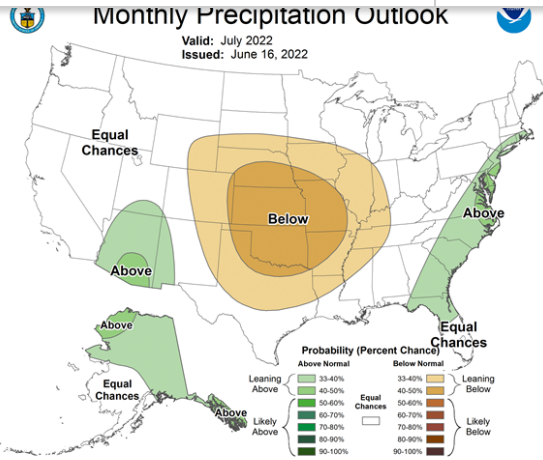 Monthly Precipitation Outlook
Valid: July 2022
Issued: June 16, 2022
Equal
Chances
Below
Above
Above
Above
Equal
Chances
Above
Equal
Chances
Probability (Percent Chance)
Above Normal
Below Normal
Leaning
Above
33-40%
40-50%
Likely
Above
50-60%
60-70%
70-80%
80-90%
90-100%
Equal
Chances
33-40%
40-50%
Leaning
Below
50-60%
60-70%
70-80%
80-90%
90-100%
Likely
Below